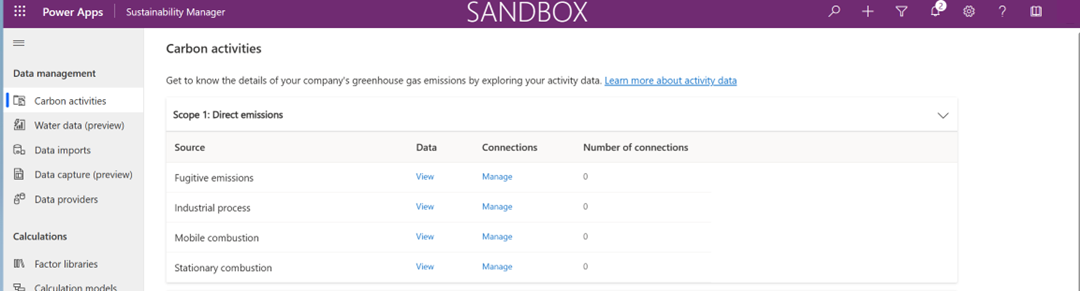 Power Apps
Sustainability Manager
SANDBOX
2
Data management
Carbon activities
Water data (preview)
Data imports
Data capture (preview)
Data providers
Calculations
Factor libraries
Calculation models
Carbon activities
Get to know the details of your company's greenhouse gas emissions by exploring your activity data. Learn more about activity data
Scope 1: Direct emissions
Source Data Connections Number of connections
Fugitive emissions View Manage 0
Industrial process View Manage 0
Mobile combustion View Manage 0
Stationary combustion View Manage 0